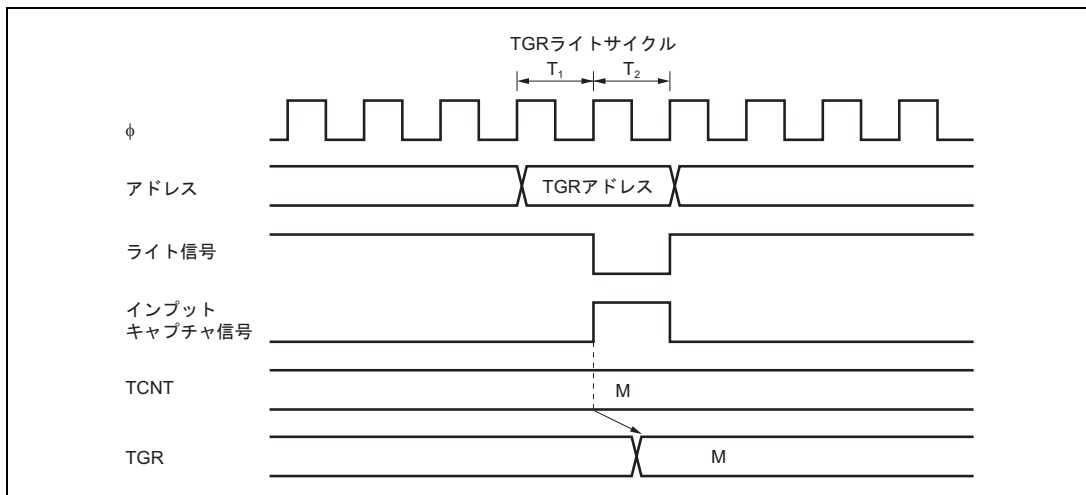 TGRライトサイクル
T₁ T₂
φ
アドレス TGRアドレス
ライト信号
インプット
キャプチャ信号
TCNT M
TGR M